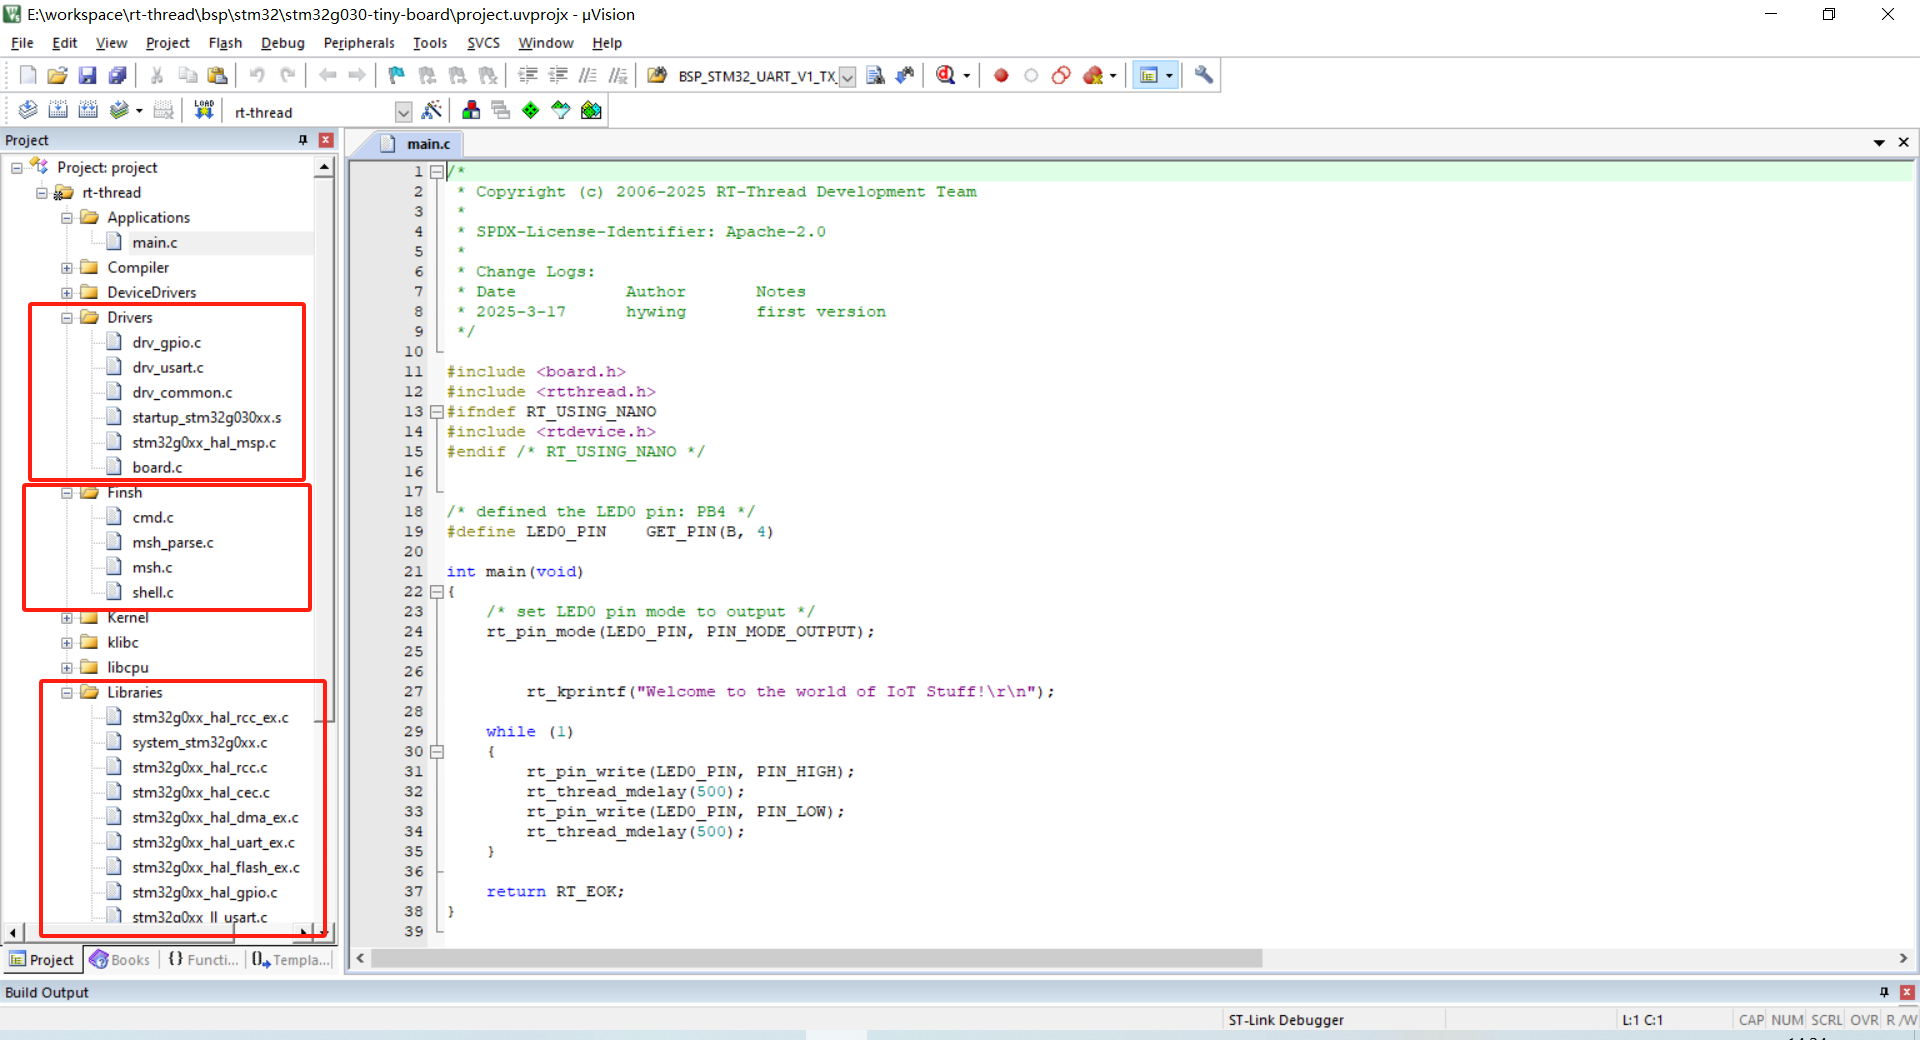 E:\workspace\rt-thread\bsp\stm32\stm32g030-tiny-board\project.uvprojx - µVision
File Edit View Project Flash Debug Peripherals Tools SVCS Window Help
BSP_STM32_UART_V1_TX_
LOAD rt-thread
Project
Project: project
rt-thread
Applications
main.c
Compiler
DeviceDrivers
Drivers
drv_gpio.c
drv_usart.c
drv_common.c
startup_stm32g030xx.s
stm32g0xx_hal_msp.c
board.c
Finsh
cmd.c
msh_parse.c
msh.c
shell.c
Kernel
klibc
libcpu
Libraries
stm32g0xx_hal_rcc_ex.c
system_stm32g0xx.c
stm32g0xx_hal_rcc.c
stm32g0xx_hal_cec.c
stm32g0xx_hal_dma_ex.c
stm32g0xx_hal_uart_ex.c
stm32g0xx_hal_flash_ex.c
stm32g0xx_hal_gpio.c
stm32g0xx_ll_usart.c
Project Books {} Functi... Templa...
main.c
1 /*
2 * Copyright (c) 2006-2025 RT-Thread Development Team
3 *
4 * SPDX-License-Identifier: Apache-2.0
5 *
6 * Change Logs:
7 * Date Author Notes
8 * 2025-3-17 hywing first version
9 */
10
11 #include <board.h>
12 #include <rtthread.h>
13 #ifndef RT_USING_NANO
14 #include <rtdevice.h>
15 #endif /* RT_USING_NANO */
16
17
18 /* defined the LED0 pin: PB4 */
19 #define LED0_PIN GET_PIN(B, 4)
20
21 int main(void)
22 {
23 /* set LED0 pin mode to output */
24 rt_pin_mode(LED0_PIN, PIN_MODE_OUTPUT);
25
26
27 rt_kprintf("Welcome to the world of IoT Stuff!\r\n");
28
29 while (1)
30 {
31 rt_pin_write(LED0_PIN, PIN_HIGH);
32 rt_thread_mdelay(500);
33 rt_pin_write(LED0_PIN, PIN_LOW);
34 rt_thread_mdelay(500);
35 }
36
37 return RT_EOK;
38 }
39
Build Output
ST-Link Debugger L:1 C:1 CAP NUM SCRL OVR R/W